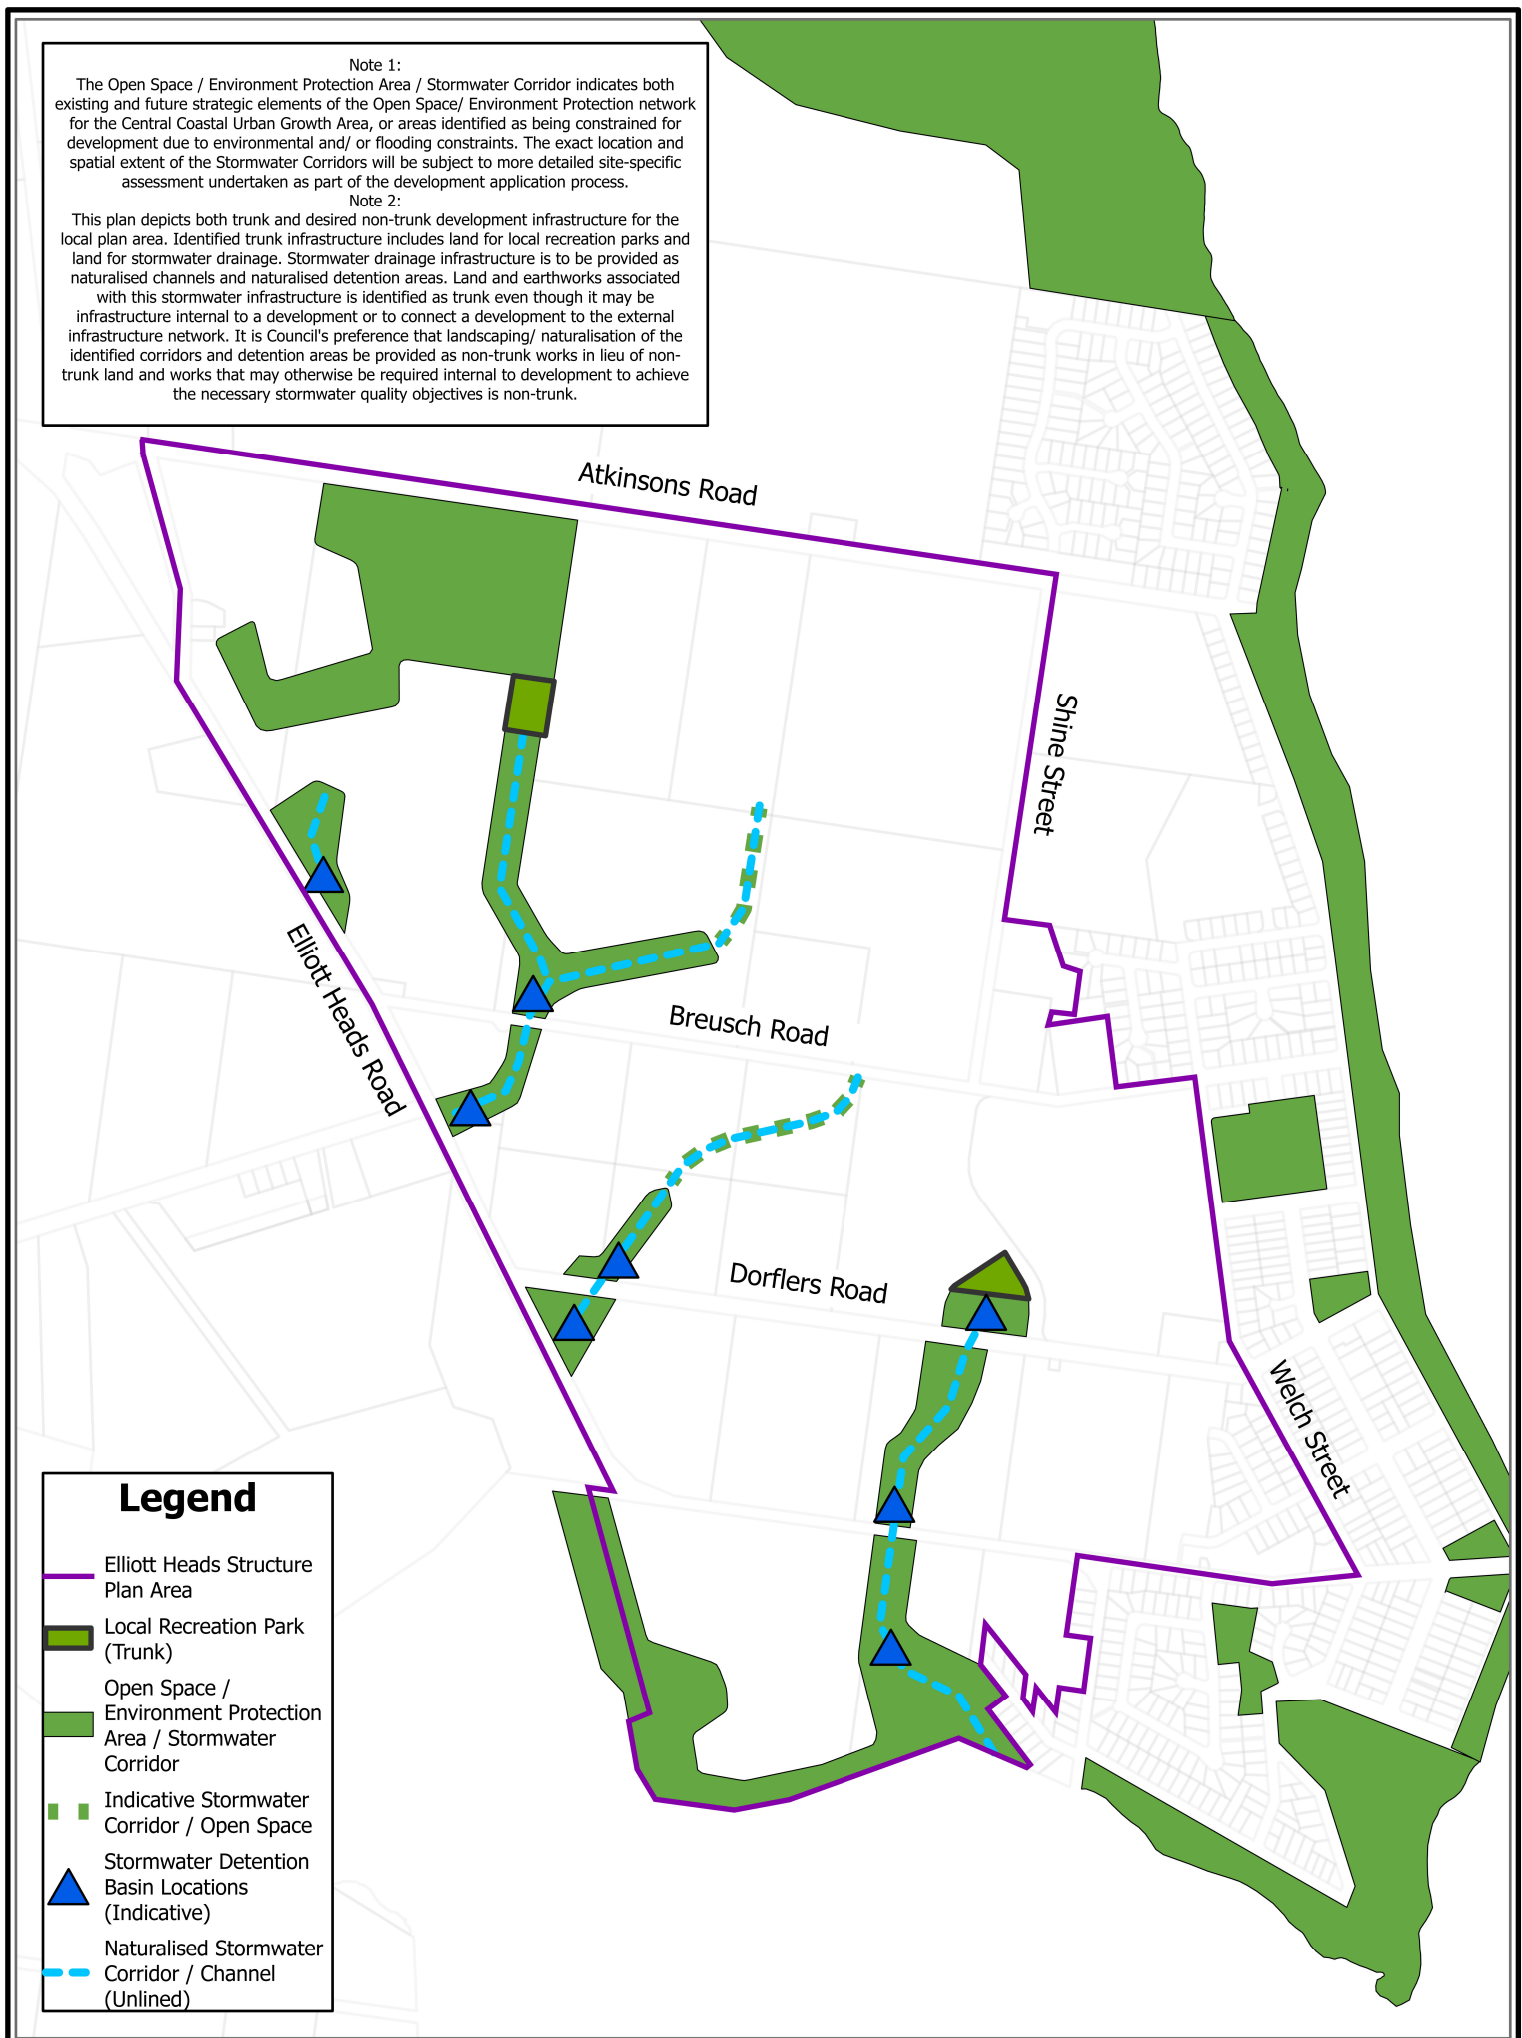 Note 1:
The Open Space / Environment Protection Area / Stormwater Corridor indicates both
existing and future strategic elements of the Open Space/ Environment Protection network
for the Central Coastal Urban Growth Area, or areas identified as being constrained for
development due to environmental and/ or flooding constraints. The exact location and
spatial extent of the Stormwater Corridors will be subject to more detailed site-specific
assessment undertaken as part of the development application process.
Note 2:
This plan depicts both trunk and desired non-trunk development infrastructure for the
local plan area. Identified trunk infrastructure includes land for local recreation parks and
land for stormwater drainage. Stormwater drainage infrastructure is to be provided as
naturalised channels and naturalised detention areas. Land and earthworks associated
with this stormwater infrastructure is identified as trunk even though it may be
infrastructure internal to a development or to connect a development to the external
infrastructure network. It is Council's preference that landscaping/ naturalisation of the
identified corridors and detention areas be provided as non-trunk works in lieu of non-
trunk land and works that may otherwise be required internal to development to achieve
the necessary stormwater quality objectives is non-trunk.
Atkinsons Road
Shine Street
Elliott Heads Road
Breusch Road
Dorflers Road
Welch Street
Legend
Elliott Heads Structure
Plan Area
Local Recreation Park
(Trunk)
Open Space /
Environment Protection
Area / Stormwater
Corridor
Indicative Stormwater
Corridor / Open Space
Stormwater Detention
Basin Locations
(Indicative)
Naturalised Stormwater
Corridor / Channel
(Unlined)